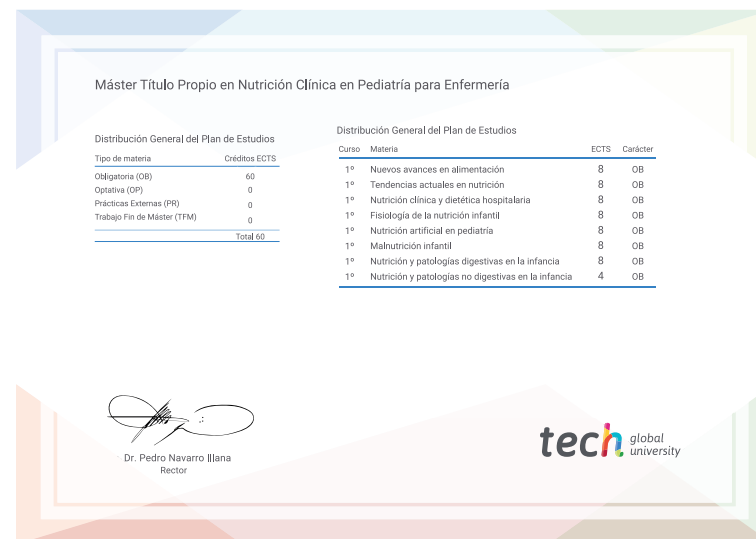 Máster Título Propio en Nutrición Clínica en Pediatría para Enfermería
Distribución General del Plan de Estudios
Tipo de materia Créditos ECTS
Obligatoria (OB) 60
Optativa (OP) 0
Prácticas Externas (PR) 0
Trabajo Fin de Máster (TFM) 0
Total 60
Distribución General del Plan de Estudios
Curso Materia ECTS Carácter
1º Nuevos avances en alimentación 8 OB
1º Tendencias actuales en nutrición 8 OB
1º Nutrición clínica y dietética hospitalaria 8 OB
1º Fisiología de la nutrición infantil 8 OB
1º Nutrición artificial en pediatría 8 OB
1º Malnutrición infantil 8 OB
1º Nutrición y patologías digestivas en la infancia 8 OB
1º Nutrición y patologías no digestivas en la infancia 4 OB
Dr. Pedro Navarro Illana
Rector
tech global
university